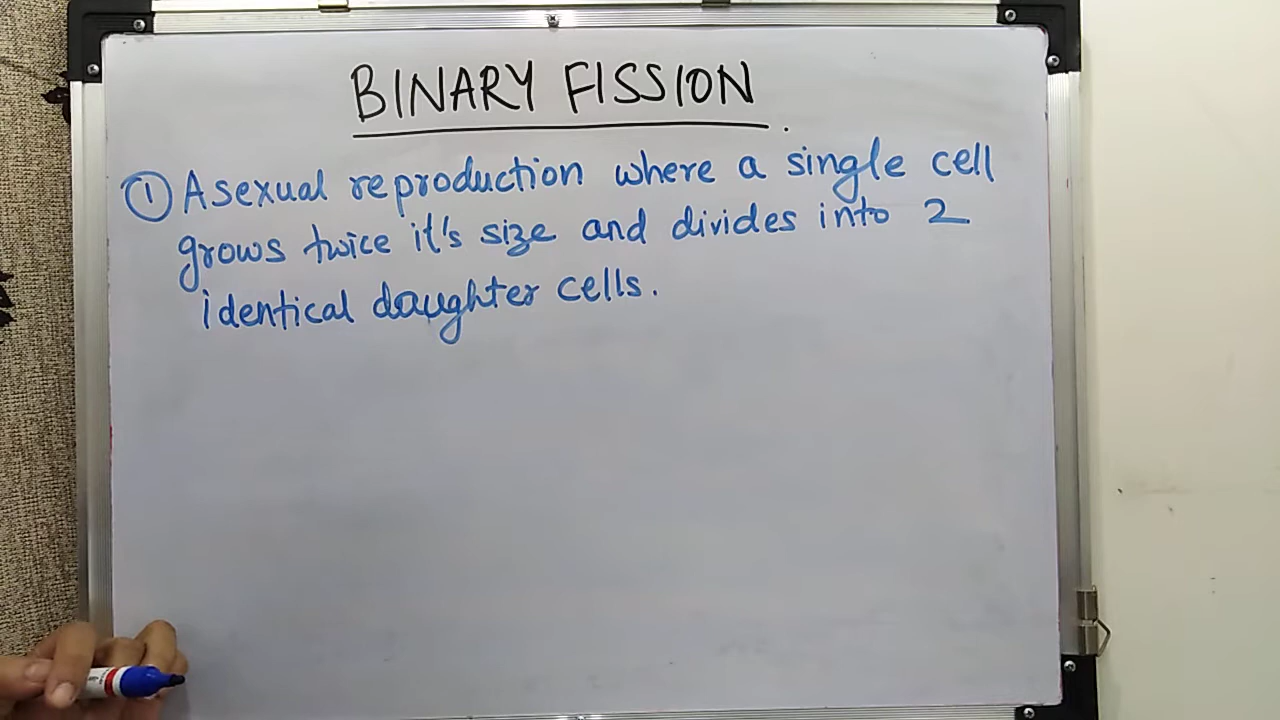 BINARY FISSION.
① Asexual reproduction where a single cell
grows twice it's size and divides into 2
identical daughter cells.